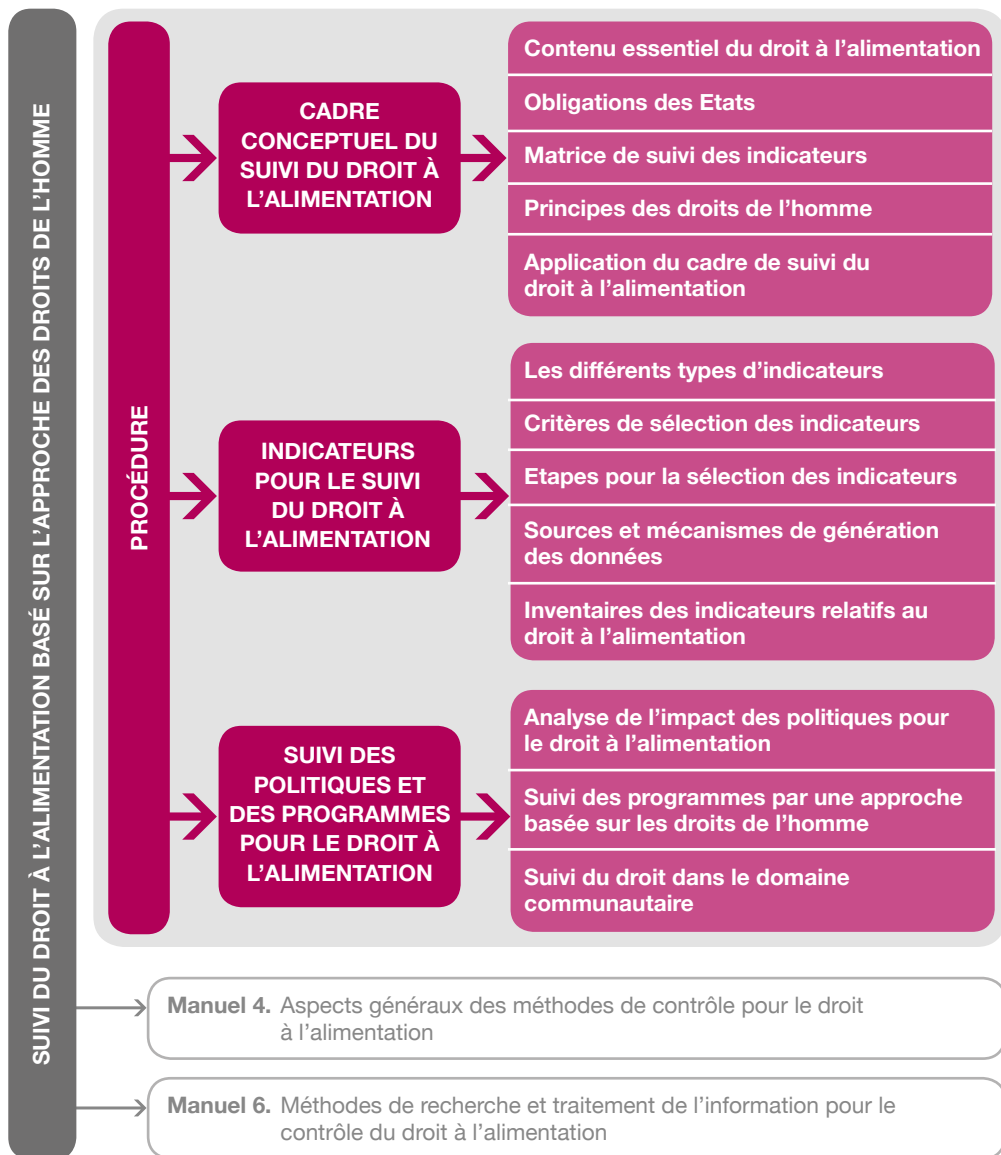 SUIVI DU DROIT À L'ALIMENTATION BASÉ SUR L'APPROCHE DES DROITS DE L'HOMME
PROCÉDURE
CADRE
CONCEPTUEL DU
SUIVI DU DROIT À
L'ALIMENTATION
Contenu essentiel du droit à l'alimentation
Obligations des Etats
Matrice de suivi des indicateurs
Principes des droits de l'homme
Application du cadre de suivi du
droit à l'alimentation
INDICATEURS
POUR LE SUIVI
DU DROIT À
L'ALIMENTATION
Les différents types d'indicateurs
Critères de sélection des indicateurs
Etapes pour la sélection des indicateurs
Sources et mécanismes de génération
des données
Inventaires des indicateurs relatifs au
droit à l'alimentation
SUIVI DES
POLITIQUES ET
DES PROGRAMMES
POUR LE DROIT À
L'ALIMENTATION
Analyse de l'impact des politiques pour
le droit à l'alimentation
Suivi des programmes par une approche
basée sur les droits de l'homme
Suivi du droit dans le domaine
communautaire
Manuel 4. Aspects généraux des méthodes de contrôle pour le droit
à l'alimentation
Manuel 6. Méthodes de recherche et traitement de l'information pour le
contrôle du droit à l'alimentation